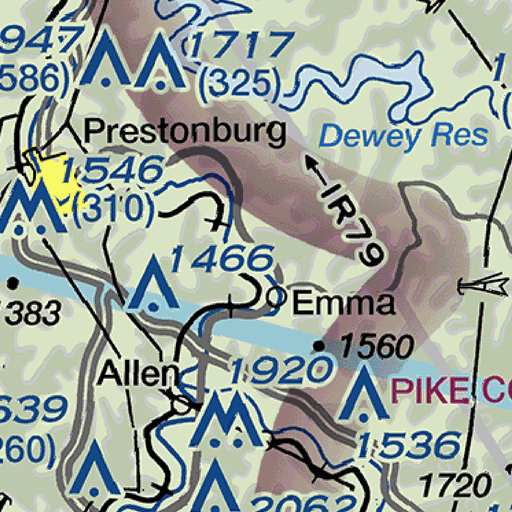 947
586)
1717
(325)
1
(
Prestonburg
Dewey Res
1546
(310)
IR79
1466
383
Emma
1560
Allen
1920
PIKE CO
639
260)
1536
1720
2062